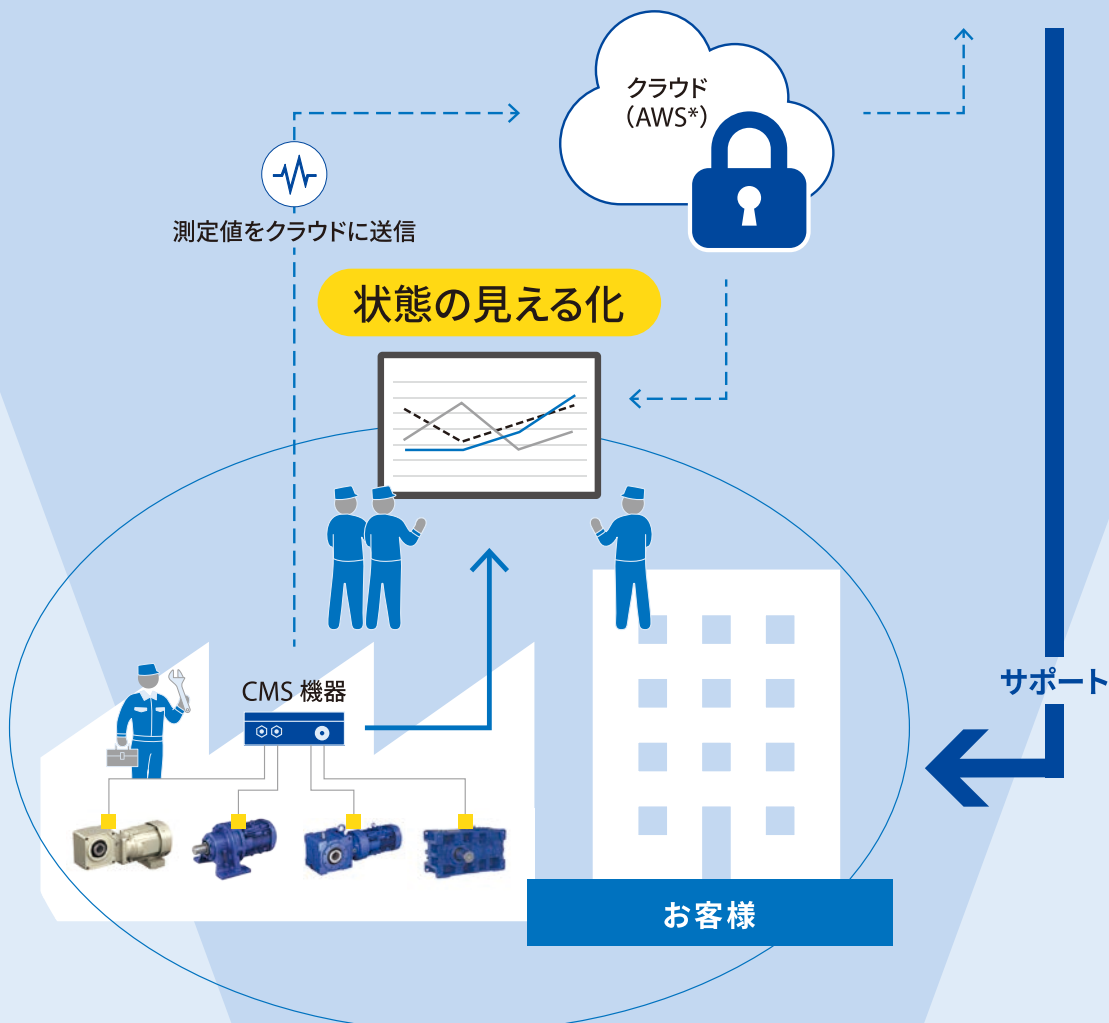 クラウド
（AWS*）
測定値をクラウドに送信
状態の見える化
CMS 機器
サポート
お客様